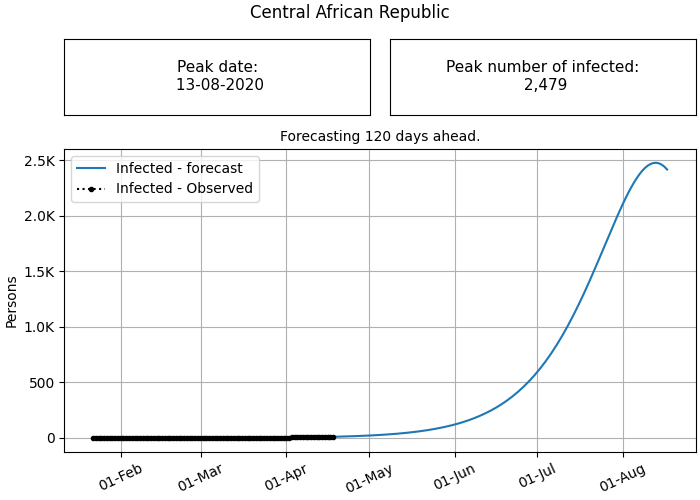 Central African Republic
Peak date:
13-08-2020
Peak number of infected:
2,479
Forecasting 120 days ahead.
Infected - forecast
Infected - Observed
2.5K
2.0K
1.5K
1.0K
500
0
Persons
01-Feb
01-Mar
01-Apr
01-May
01-Jun
01-Jul
01-Aug